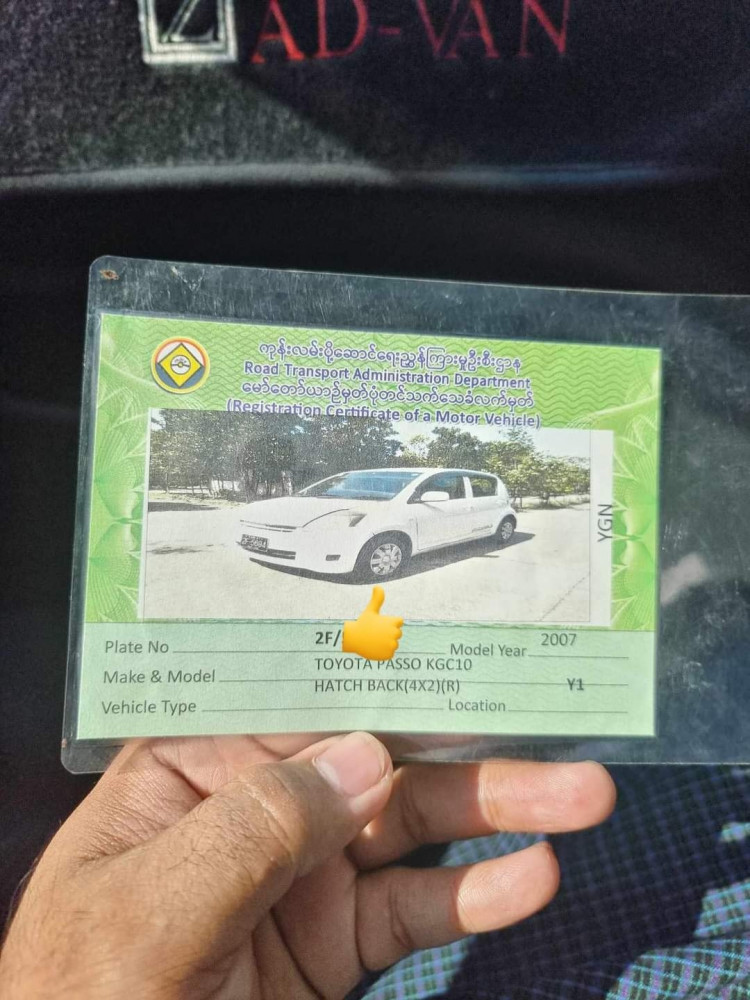 Z AD-VAN
ကုန်းလမ်းပို့ဆောင်ရေးညွှန်ကြားမှုဦးစီးဌာန
Road Transport Administration Department
မော်တော်ယာဉ်မှတ်ပုံတင်သက်သေခံလက်မှတ်
(Registration Certificate of a Motor Vehicle)
YGN
Plate No 2F/ Model Year 2007
Make & Model TOYOTA PASSO KGC10
HATCH BACK(4X2)(R) Y1
Vehicle Type Location